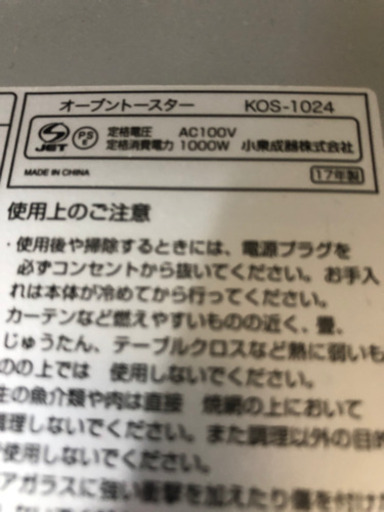 オーブントースター KOS-1024
JET PS E 定格電圧 AC100V
定格消費電力 1000W 小泉成器株式会社
MADE IN CHINA 17年製
使用上のご注意
・使用後や掃除するときには、電源プラグを
必ずコンセントから抜いてください。お手入
れは本体が冷めてから行ってください。
カーテンなど燃えやすいものの近く、畳、
じゅうたん、テーブルクロスなど熱に弱いも
のの上では 使用しないでください。
生の魚介類や肉は直接 焼網の上において
調理しないでください。また調理以外の目的
使用しないでください。
アガラスに強い衝撃を加えたり傷を付けた